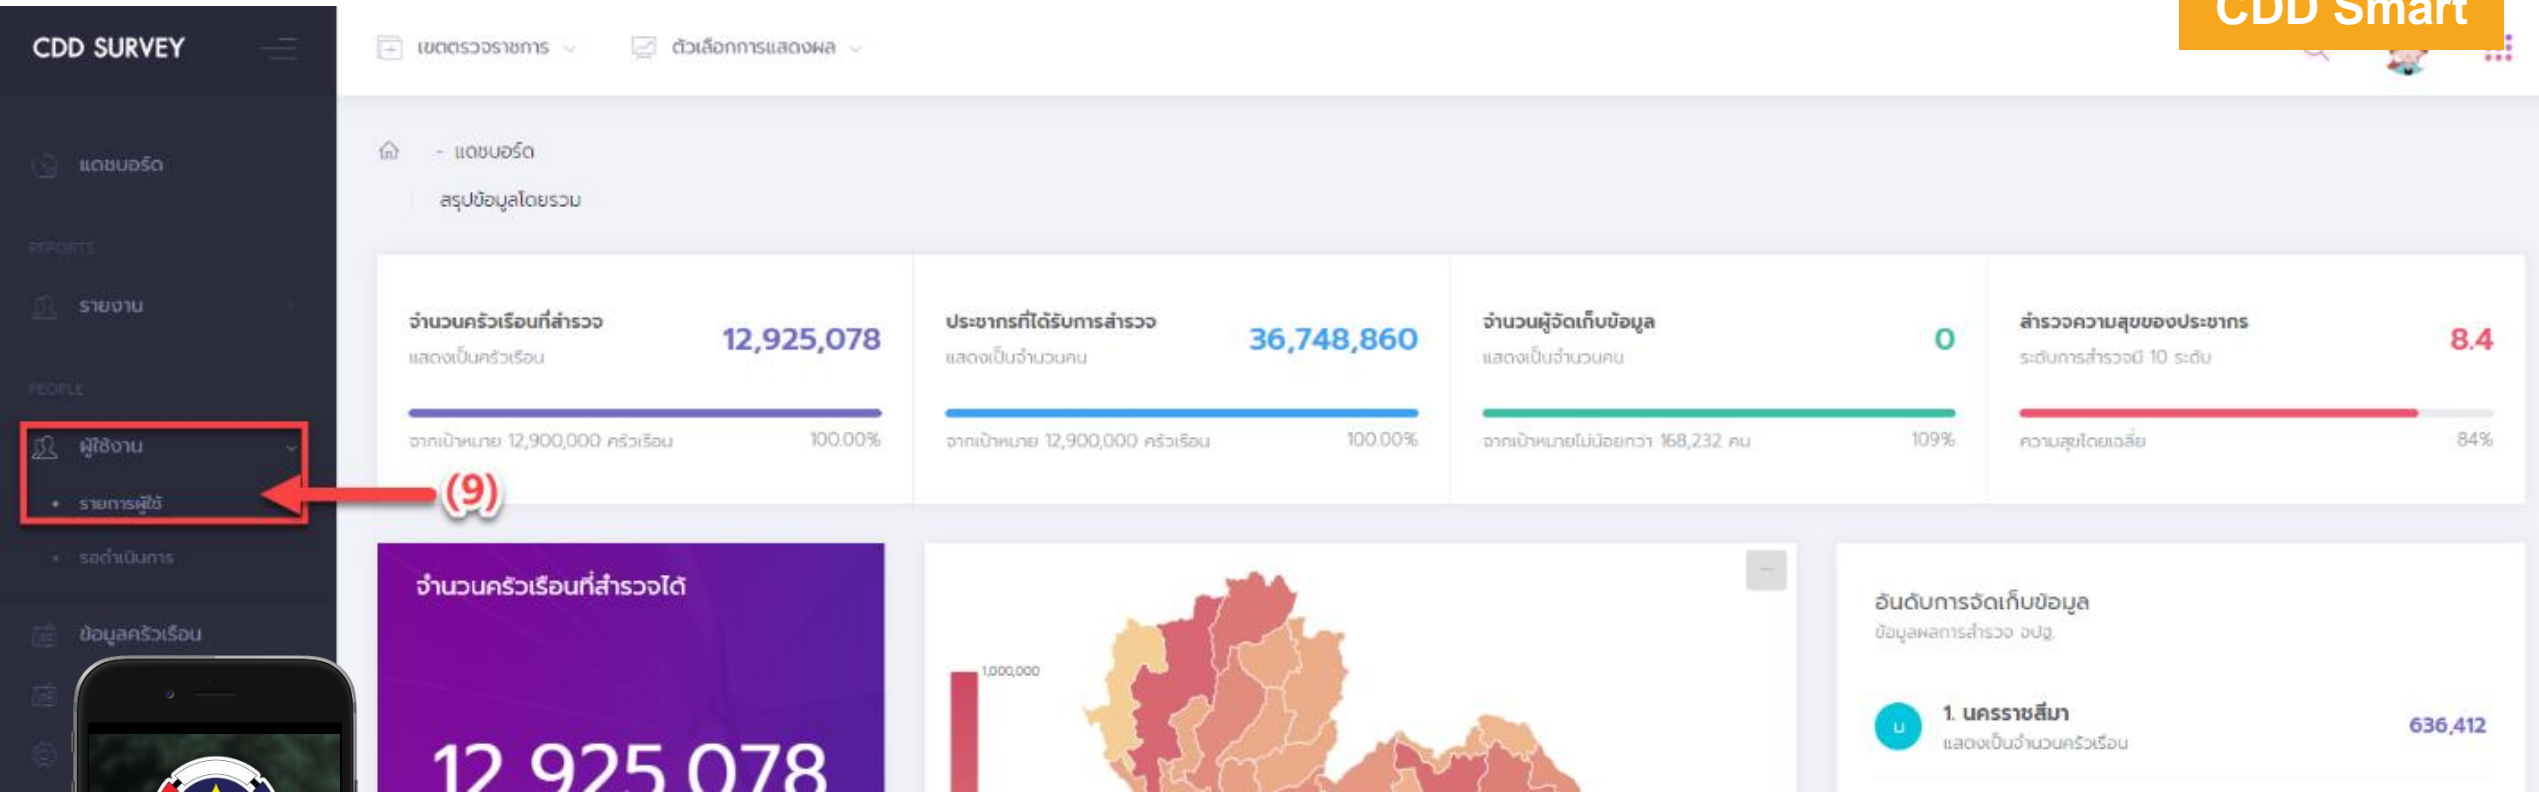 CDD Smart
CDD SURVEY
เขตตรวจราชการ
ตัวเลือกการแสดงผล
แดชบอร์ด
- แดชบอร์ด
สรุปข้อมูลโดยรวม
REPORTS
รายงาน
PEOPLE
ผู้ใช้งาน
รายการผู้ใช้
รอดำเนินการ
ข้อมูลครัวเรือน
(9)
จำนวนครัวเรือนที่สำรวจ
แสดงเป็นครัวเรือน
12,925,078
จากเป้าหมาย 12,900,000 ครัวเรือน
100.00%
ประชากรที่ได้รับการสำรวจ
แสดงเป็นจำนวนคน
36,748,860
จากเป้าหมาย 12,900,000 ครัวเรือน
100.00%
จำนวนผู้จัดเก็บข้อมูล
แสดงเป็นจำนวนคน
0
จากเป้าหมายไม่น้อยกว่า 168,232 คน
109%
สำรวจความสุขของประชากร
ระดับการสำรวจมี 10 ระดับ
8.4
ความสุขโดยเฉลี่ย
84%
จำนวนครัวเรือนที่สำรวจได้
12,925,078
1,000,000
อันดับการจัดเก็บข้อมูล
ข้อมูลผลการสำรวจ จปฐ.
น
1. นครราชสีมา
แสดงเป็นจำนวนครัวเรือน
636,412